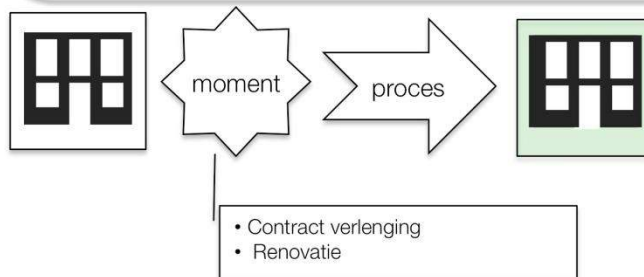 moment
proces
• Contract verlenging
• Renovatie